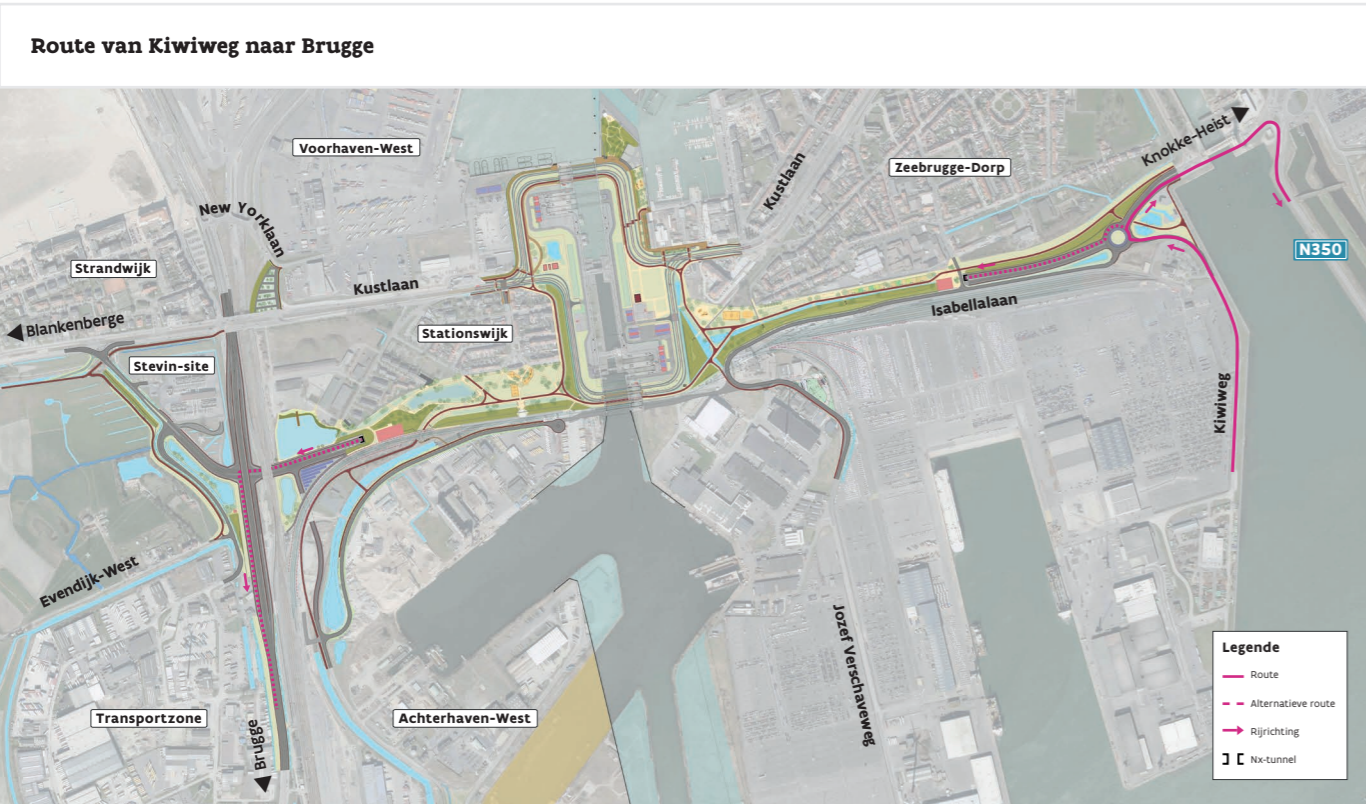 Route van Kiwiweg naar Brugge
Voorhaven-West
Kustlaan
Zeebrugge-Dorp
Knokke-Heist
New Yorklaan
N350
Strandwijk
Kustlaan
Isabellalaan
Blankenberge
Stationswijk
Stevin-site
Kiwiweg
Evendijk-West
Jozef Verschaveweg
Transportzone
Brugge
Achterhaven-West
Legende
Route
Alternatieve route
Rijrichting
Nx-tunnel